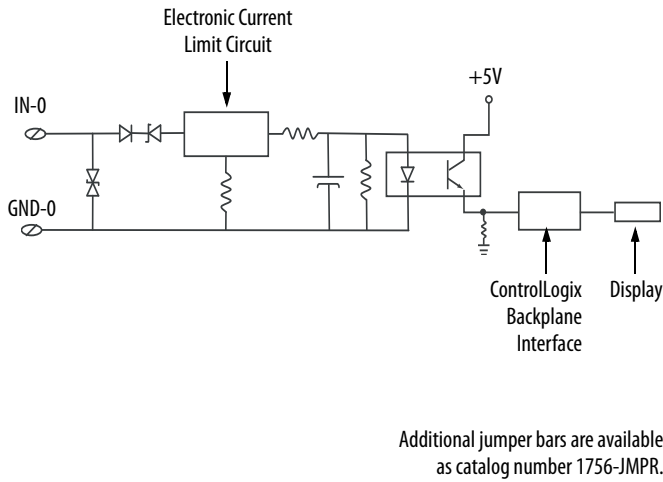 Electronic Current
Limit Circuit
+5V
IN-0
GND-0
ControlLogix
Backplane
Interface
Display
Additional jumper bars are available
as catalog number 1756-JMPR.